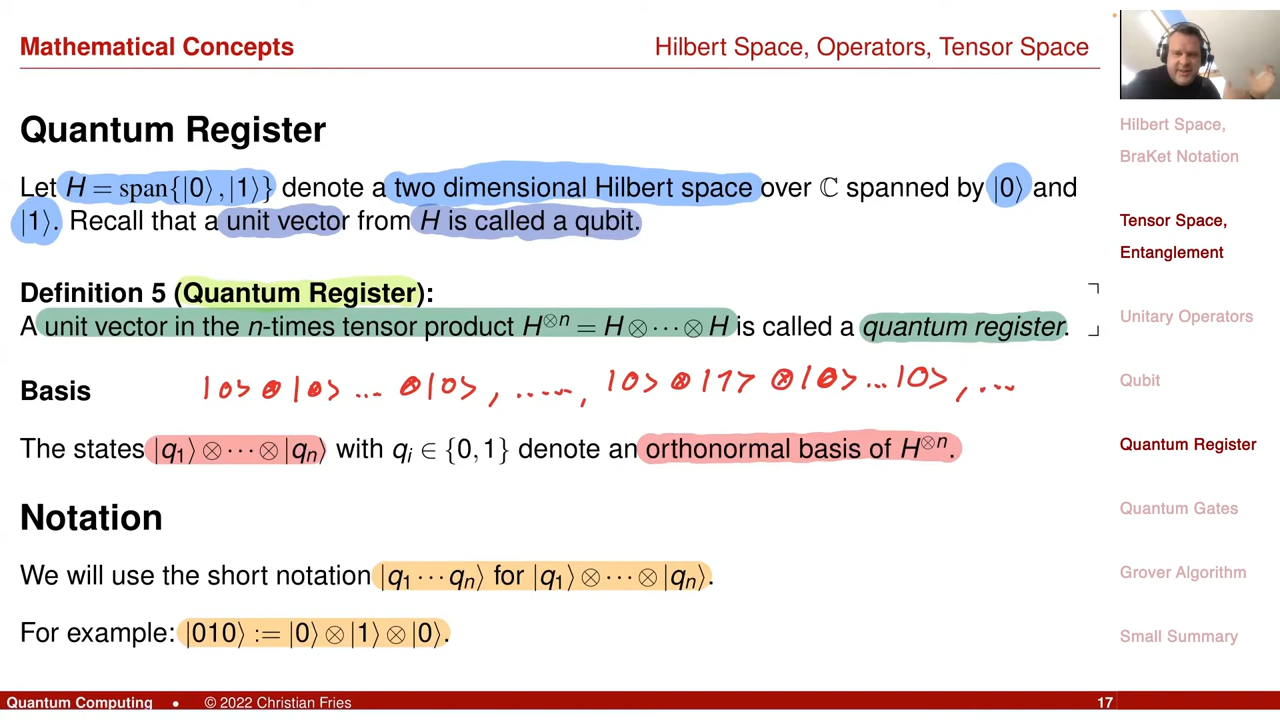 Mathematical Concepts
Hilbert Space, Operators, Tensor Space
Quantum Register
Let H = span{|0⟩,|1⟩} denote a two dimensional Hilbert space over ℂ spanned by |0⟩ and
|1⟩. Recall that a unit vector from H is called a qubit.
Definition 5 (Quantum Register):
A unit vector in the n-times tensor product H⊗n = H ⊗ ··· ⊗ H is called a quantum register.
Basis
|0> ⊗ |0> ... ⊗ |0> , ....., |0> ⊗ |1> ⊗ |0> ... |0> , ...
The states |q1⟩ ⊗ ··· ⊗ |qn⟩ with qi ∈ {0,1} denote an orthonormal basis of H⊗n.
Notation
We will use the short notation |q1 ··· qn⟩ for |q1⟩ ⊗ ··· ⊗ |qn⟩.
For example: |010⟩ := |0⟩ ⊗ |1⟩ ⊗ |0⟩.
Hilbert Space,
BraKet Notation
Tensor Space,
Entanglement
Unitary Operators
Qubit
Quantum Register
Quantum Gates
Grover Algorithm
Small Summary
Quantum Computing • © 2022 Christian Fries
17